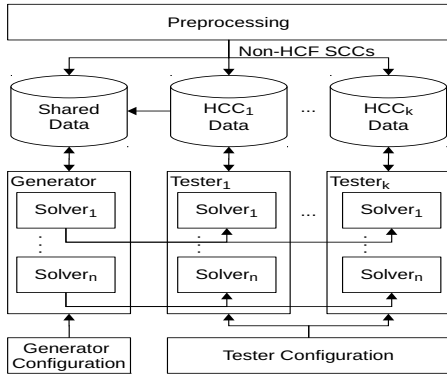 Preprocessing
Non-HCF SCCs
Shared
Data
HCC1
Data
...
HCCk
Data
Generator
Tester1
Testerk
Solver1
Solver1
...
Solver1
Solvern
Solvern
Solvern
Generator
Configuration
Tester Configuration